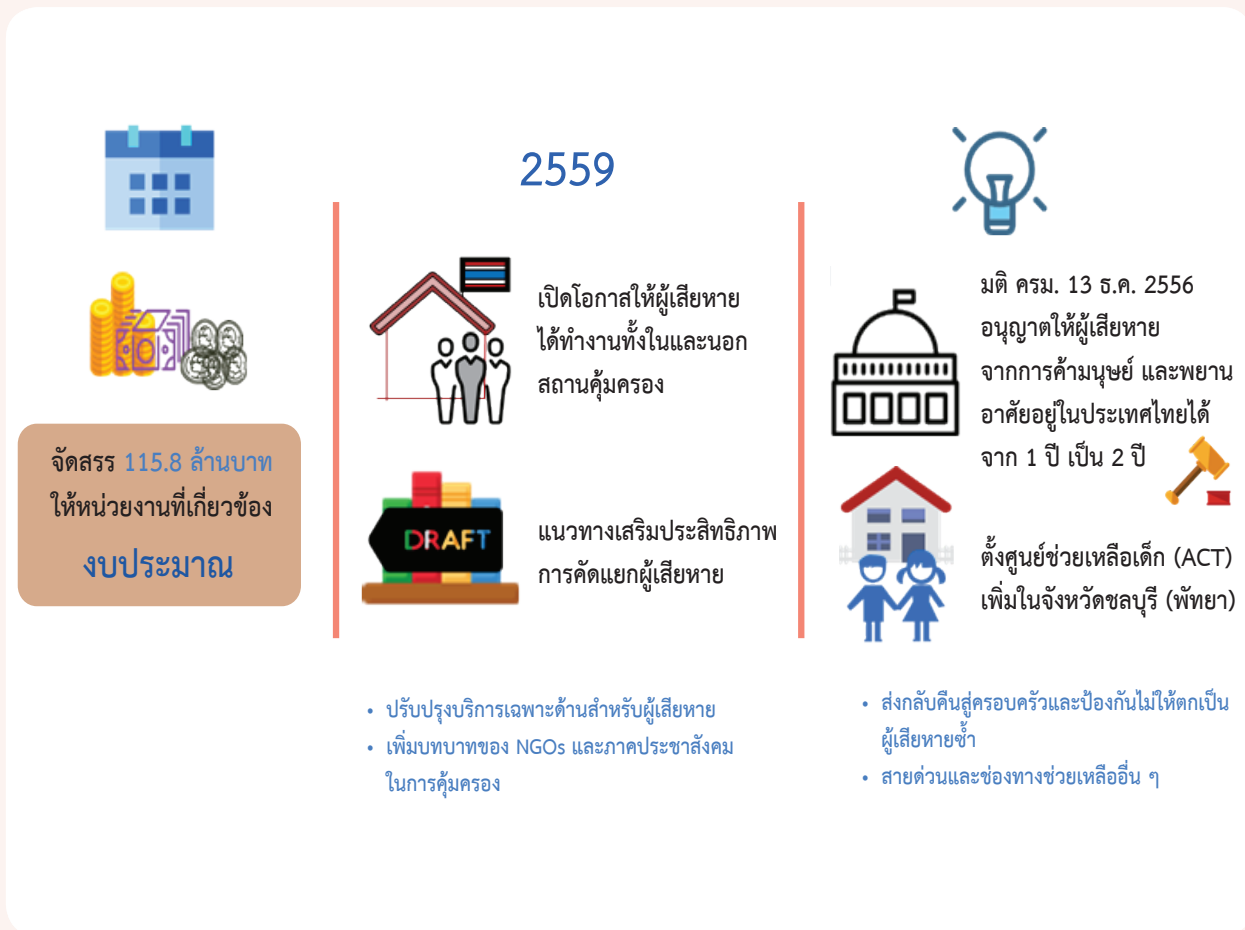 จัดสรร 115.8 ล้านบาท
ให้หน่วยงานที่เกี่ยวข้อง
งบประมาณ
2559
เปิดโอกาสให้ผู้เสียหาย
ได้ทำงานทั้งในและนอก
สถานคุ้มครอง
DRAFT
แนวทางเสริมประสิทธิภาพ
การคัดแยกผู้เสียหาย
• ปรับปรุงบริการเฉพาะด้านสำหรับผู้เสียหาย
• เพิ่มบทบาทของ NGOs และภาคประชาสังคม
ในการคุ้มครอง
มติ ครม. 13 ธ.ค. 2556
อนุญาตให้ผู้เสียหาย
จากการค้ามนุษย์ และพยาน
อาศัยอยู่ในประเทศไทยได้
จาก 1 ปี เป็น 2 ปี
ตั้งศูนย์ช่วยเหลือเด็ก (ACT)
เพิ่มในจังหวัดชลบุรี (พัทยา)
• ส่งกลับคืนสู่ครอบครัวและป้องกันไม่ให้ตกเป็น
ผู้เสียหายซ้ำ
• สายด่วนและช่องทางช่วยเหลืออื่น ๆ